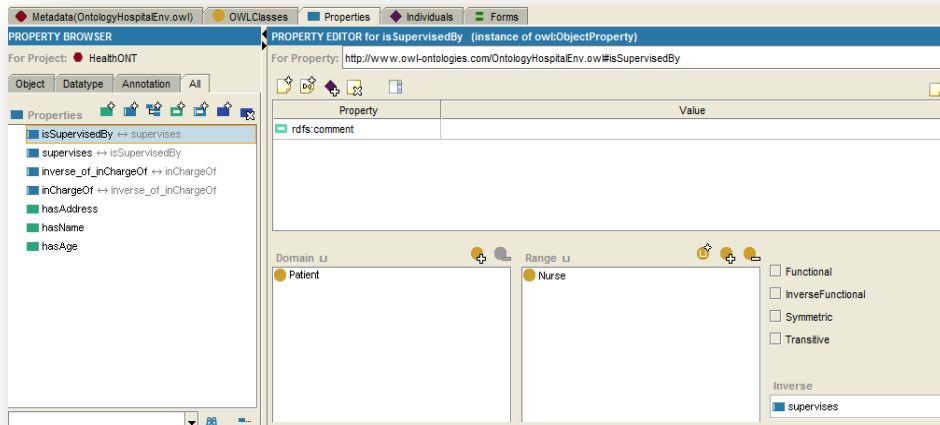 Metadata(OntologyHospitalEnv.owl) OWLClasses Properties Individuals Forms
PROPERTY BROWSER
For Project: HealthONT
Object Datatype Annotation All
Properties
isSupervisedBy ↔ supervises
supervises ↔ isSupervisedBy
inverse_of_inChargeOf ↔ inChargeOf
inChargeOf ↔ inverse_of_inChargeOf
hasAddress
hasName
hasAge
PROPERTY EDITOR for isSupervisedBy (instance of owl:ObjectProperty)
For Property: http://www.owl-ontologies.com/OntologyHospitalEnv.owl#isSupervisedBy
Property Value
rdfs:comment
Domain ⊔
Patient
Range ⊔
Nurse
Functional
InverseFunctional
Symmetric
Transitive
Inverse
supervises